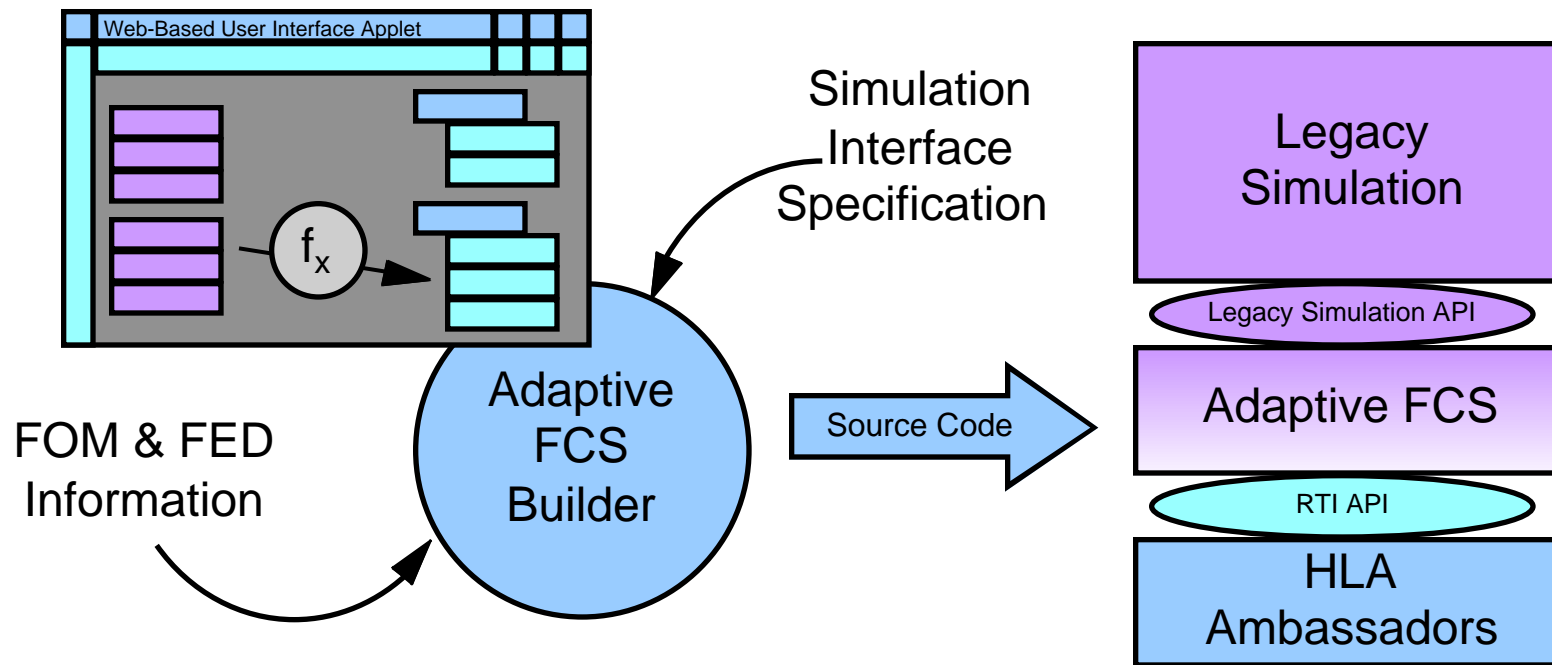 Web-Based User Interface Applet
f
x
Simulation
Interface
Specification
FOM & FED
Information
Adaptive
FCS
Builder
Source Code
Legacy
Simulation
Legacy Simulation API
Adaptive FCS
RTI API
HLA
Ambassadors